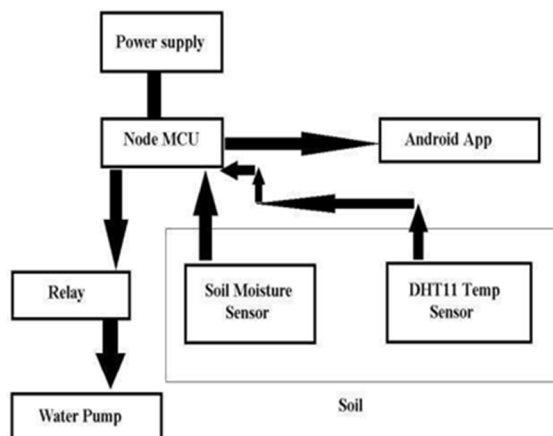 Power supply
Node MCU
Android App
Relay
Soil Moisture
Sensor
DHT11 Temp
Sensor
Water Pump
Soil